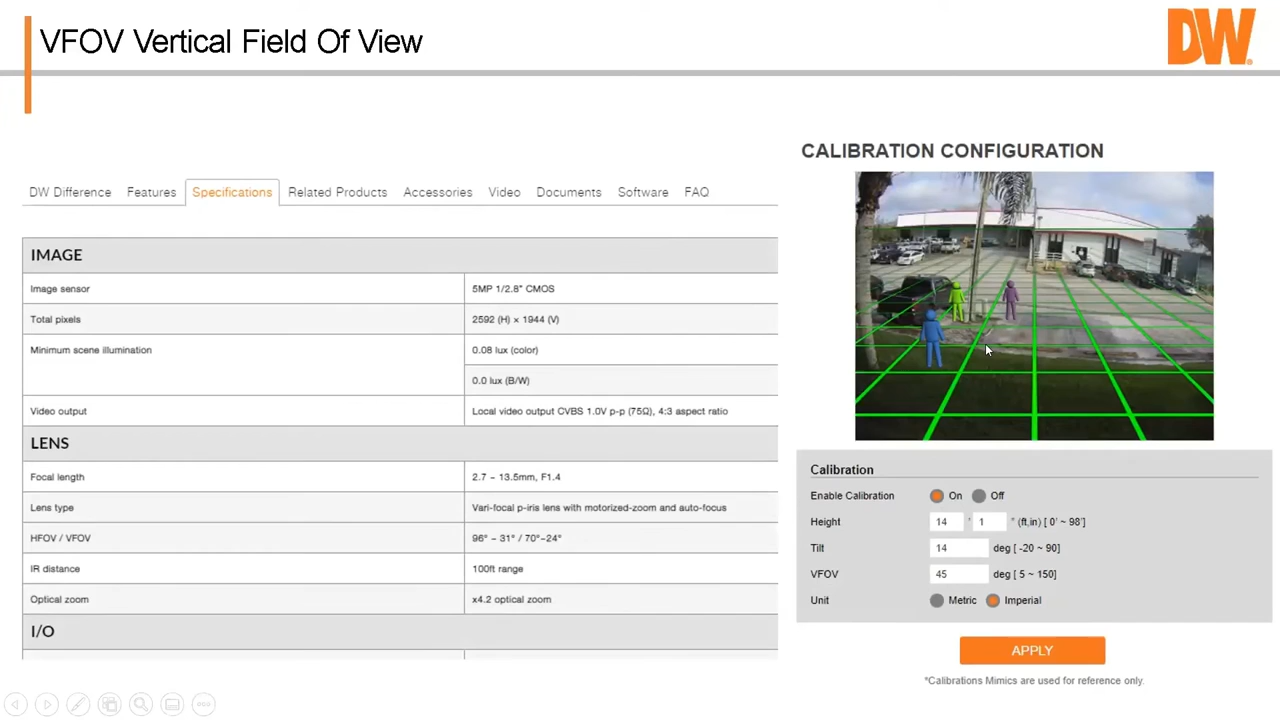 VFOV Vertical Field Of View
DW
DW Difference Features Specifications Related Products Accessories Video Documents Software FAQ
IMAGE
Image sensor 5MP 1/2.8" CMOS
Total pixels 2592 (H) × 1944 (V)
Minimum scene illumination 0.08 lux (color)
0.0 lux (B/W)
Video output Local video output CVBS 1.0V p-p (75Ω), 4:3 aspect ratio
LENS
Focal length 2.7 - 13.5mm, F1.4
Lens type Vari-focal p-iris lens with motorized-zoom and auto-focus
HFOV / VFOV 96° - 31° / 70°-24°
IR distance 100ft range
Optical zoom x4.2 optical zoom
I/O
CALIBRATION CONFIGURATION
Calibration
Enable Calibration On Off
Height 14 ' 1 " (ft,in) [ 0' ~ 98']
Tilt 14 deg [ -20 ~ 90]
VFOV 45 deg [ 5 ~ 150]
Unit Metric Imperial
APPLY
*Calibrations Mimics are used for reference only.